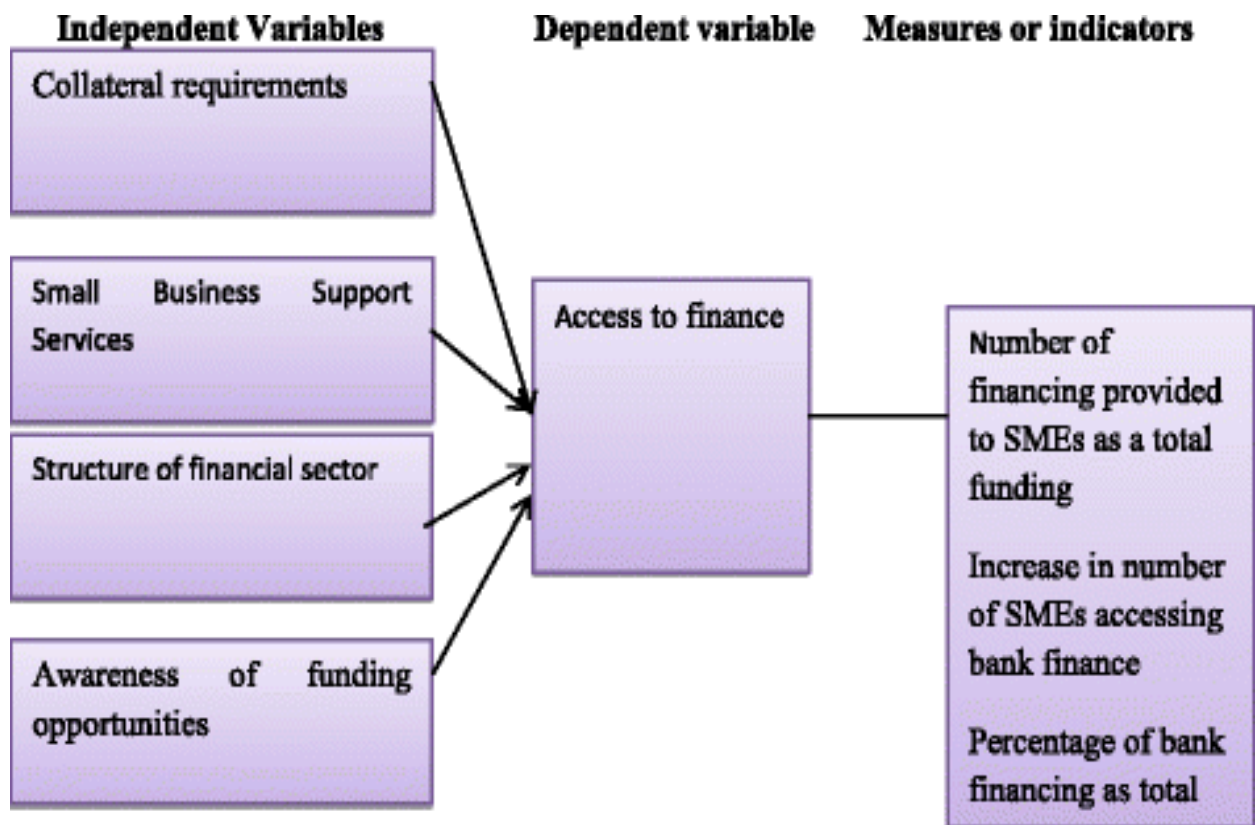 Independent Variables
Dependent variable
Measures or indicators
Collateral requirements
Small Business Support
Services
Structure of financial sector
Awareness of funding
opportunities
Access to finance
Number of
financing provided
to SMEs as a total
funding
Increase in number
of SMEs accessing
bank finance
Percentage of bank
financing as total